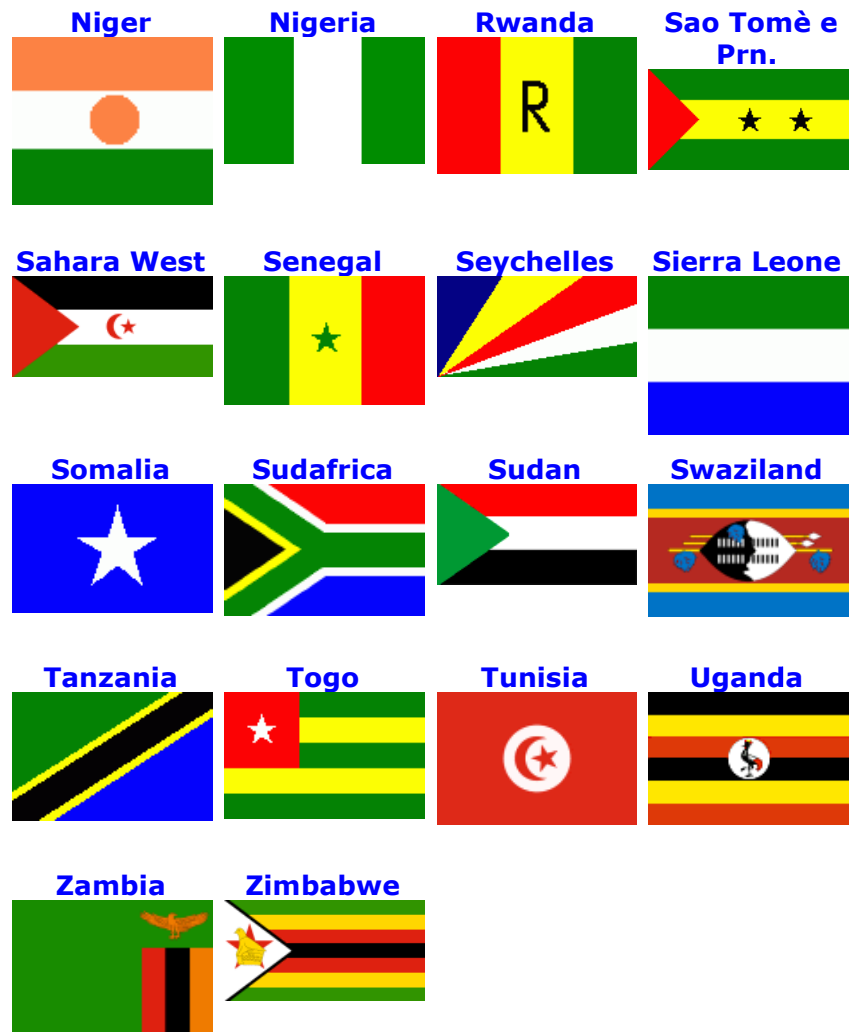 Niger
Nigeria
Rwanda
Sao Tomè e
Prn.
R
Sahara West
Senegal
Seychelles
Sierra Leone
Somalia
Sudafrica
Sudan
Swaziland
Tanzania
Togo
Tunisia
Uganda
Zambia
Zimbabwe